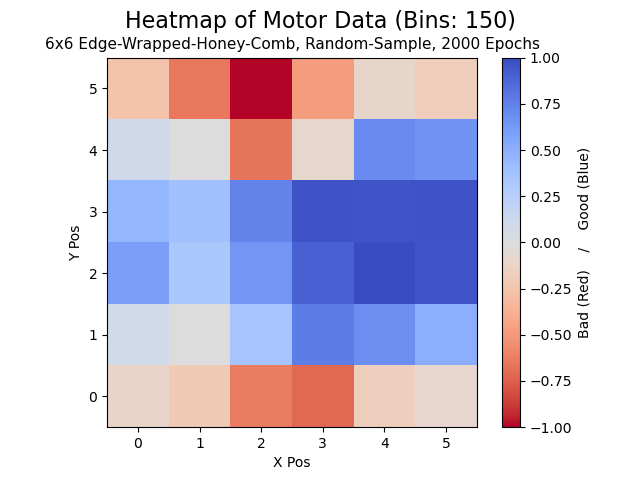 Heatmap of Motor Data (Bins: 150)
6x6 Edge-Wrapped-Honey-Comb, Random-Sample, 2000 Epochs
5
4
3
2
1
0
Y Pos
0 1 2 3 4 5
X Pos
1.00
0.75
0.50
0.25
0.00
−0.25
−0.50
−0.75
−1.00
Bad (Red) / Good (Blue)